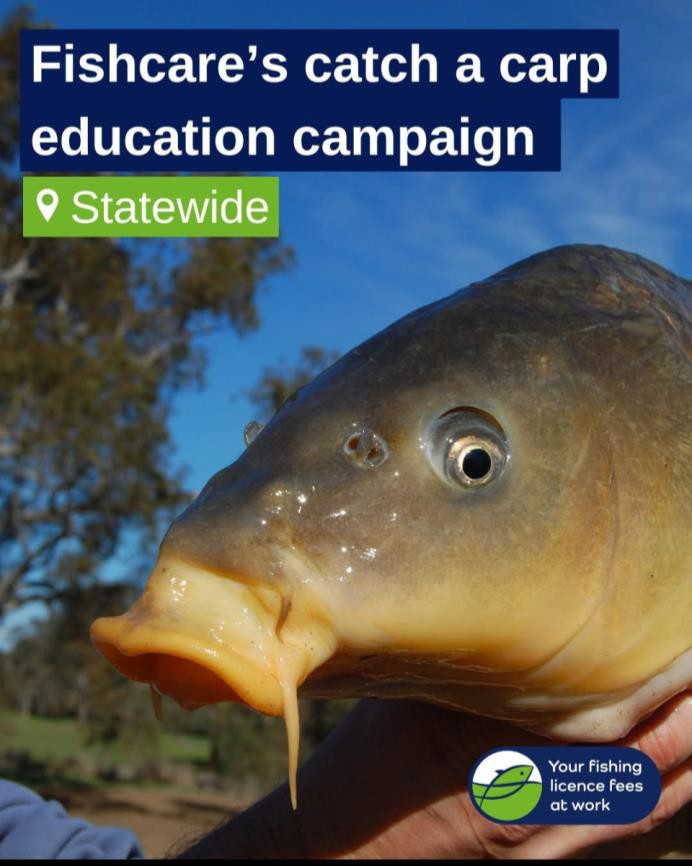 Fishcare’s catch a carp
education campaign
Statewide
Your fishing
licence fees
at work